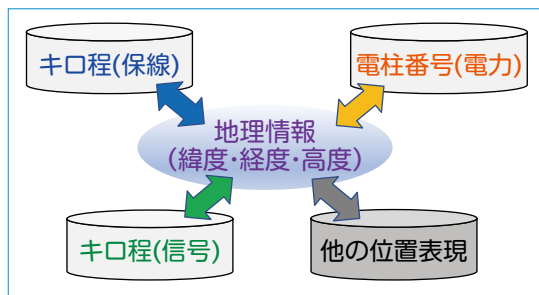 キロ程(保線)
電柱番号(電力)
地理情報
(緯度･経度･高度)
キロ程(信号)
他の位置表現